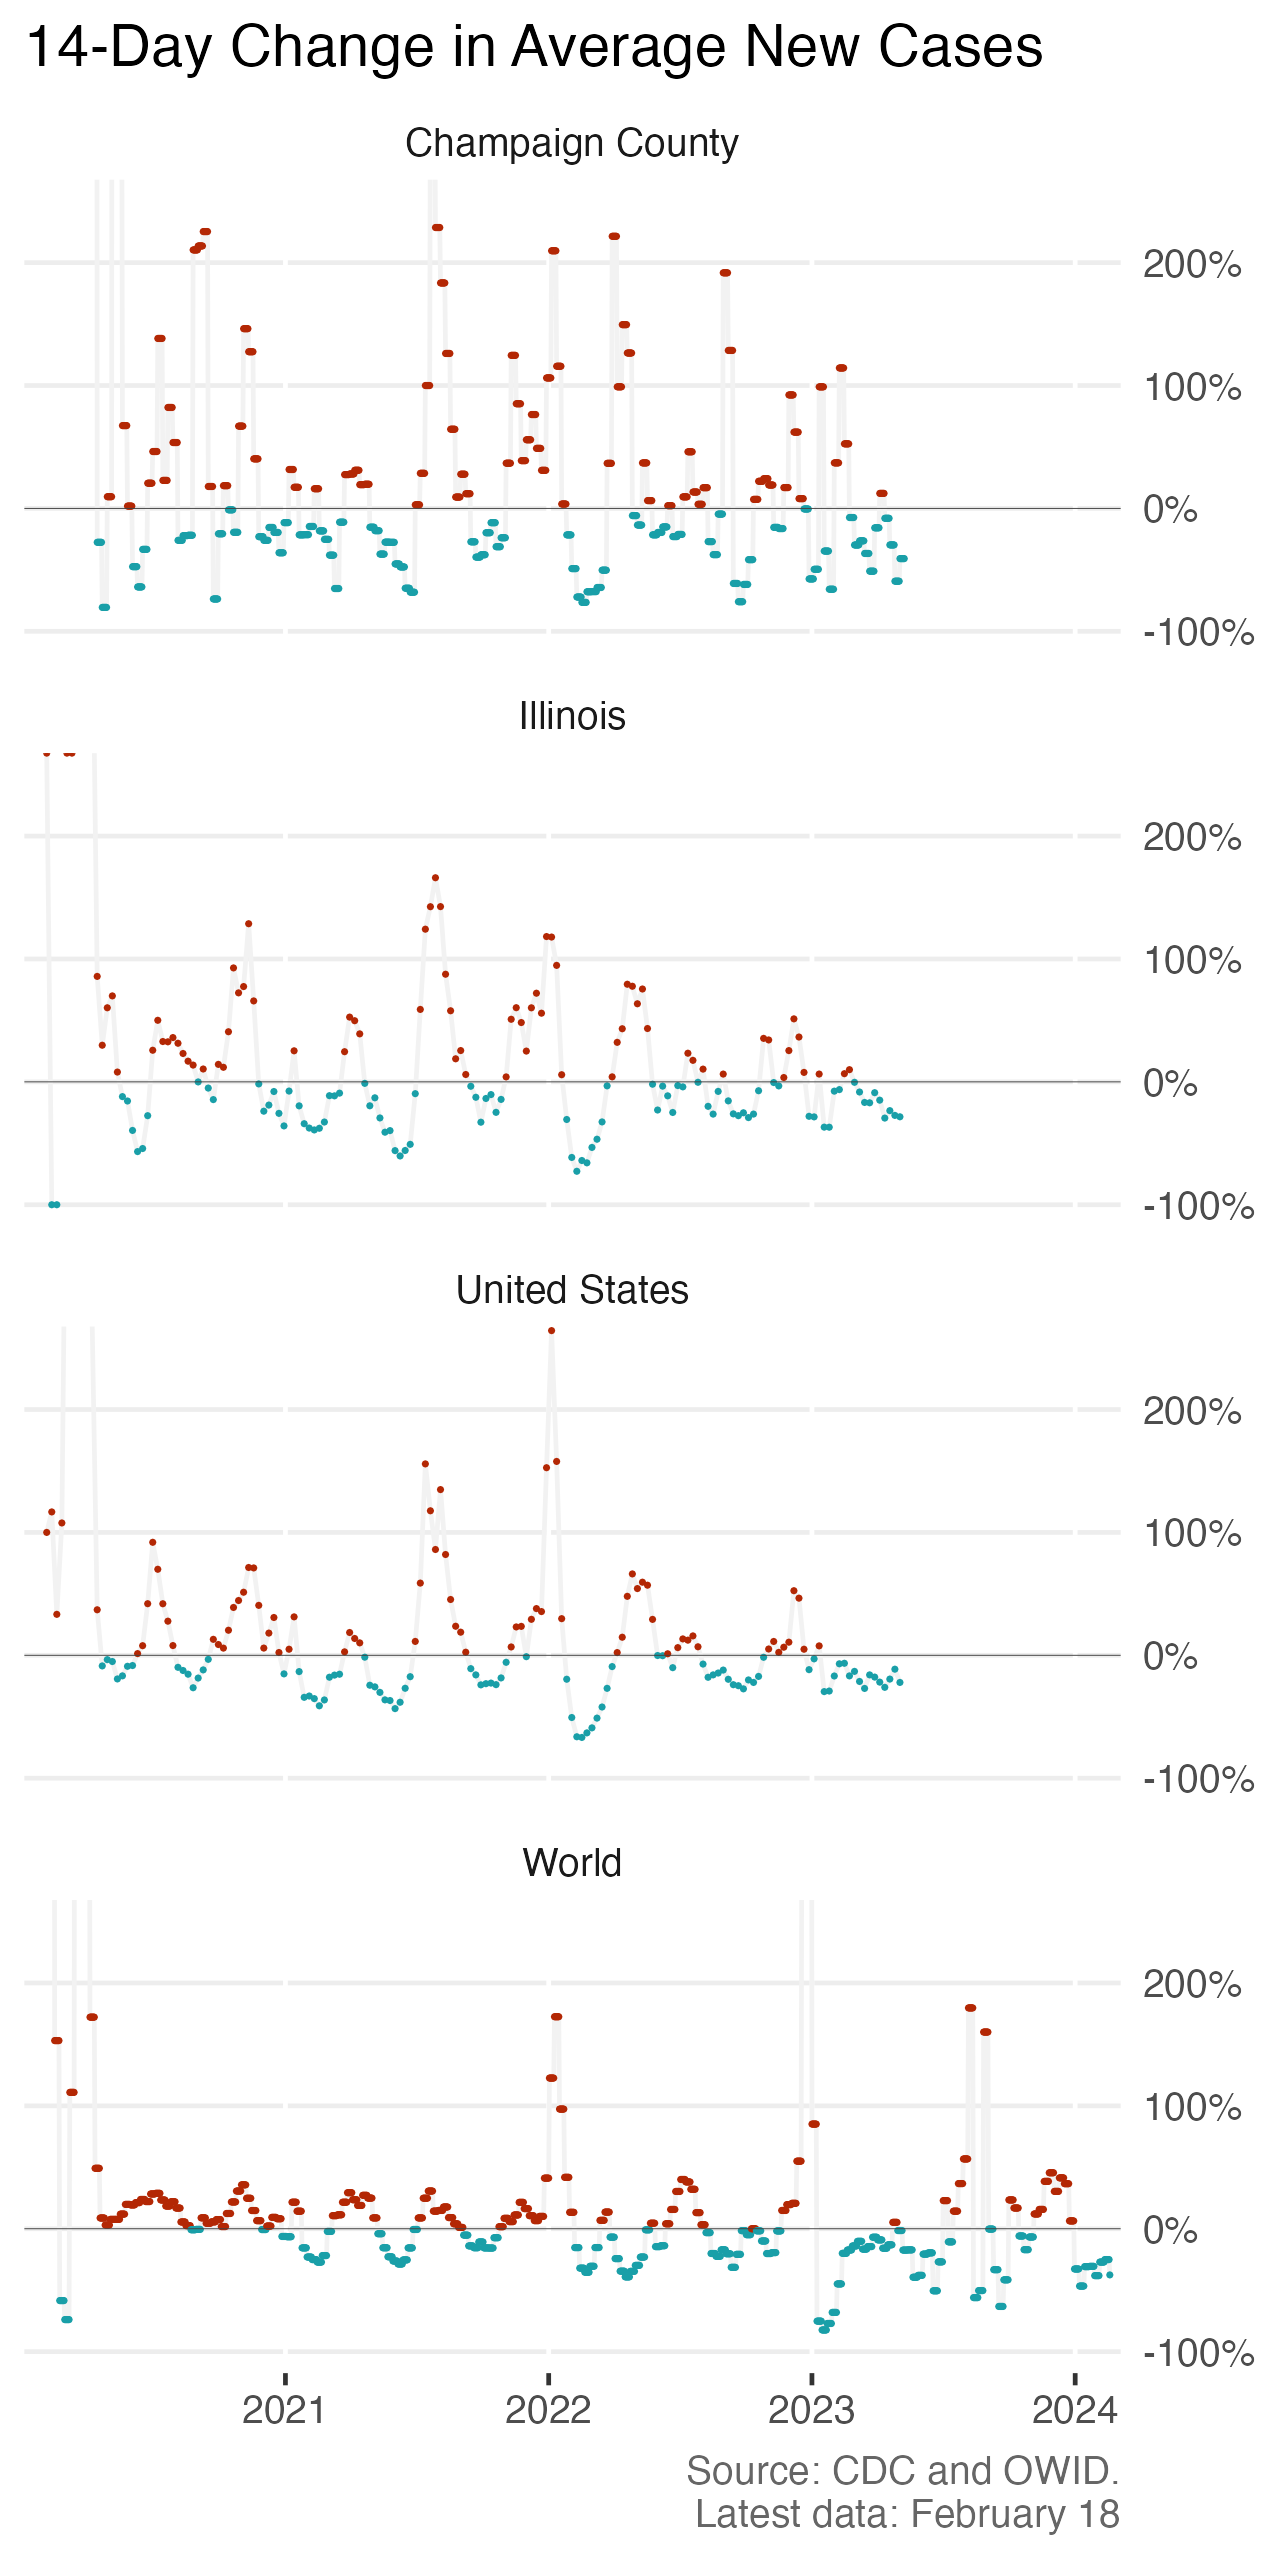 14-Day Change in Average New Cases
Champaign County
200%
100%
0%
-100%
Illinois
200%
100%
0%
-100%
United States
200%
100%
0%
-100%
World
200%
100%
0%
-100%
2021 2022 2023 2024
Source: CDC and OWID.
Latest data: February 18